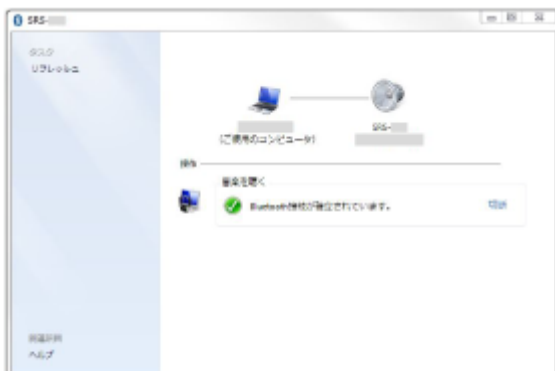 SRS-
タスク
リフレッシュ
(ご使用のコンピュータ)
SRS-
操作
音楽を聴く
Bluetooth接続が確立されています。
切断
関連項目
ヘルプ